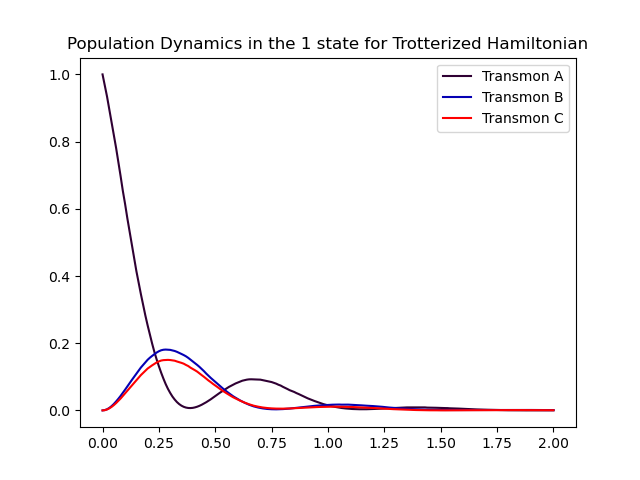 Population Dynamics in the 1 state for Trotterized Hamiltonian
1.0
0.8
0.6
0.4
0.2
0.0
Transmon A
Transmon B
Transmon C
0.00 0.25 0.50 0.75 1.00 1.25 1.50 1.75 2.00